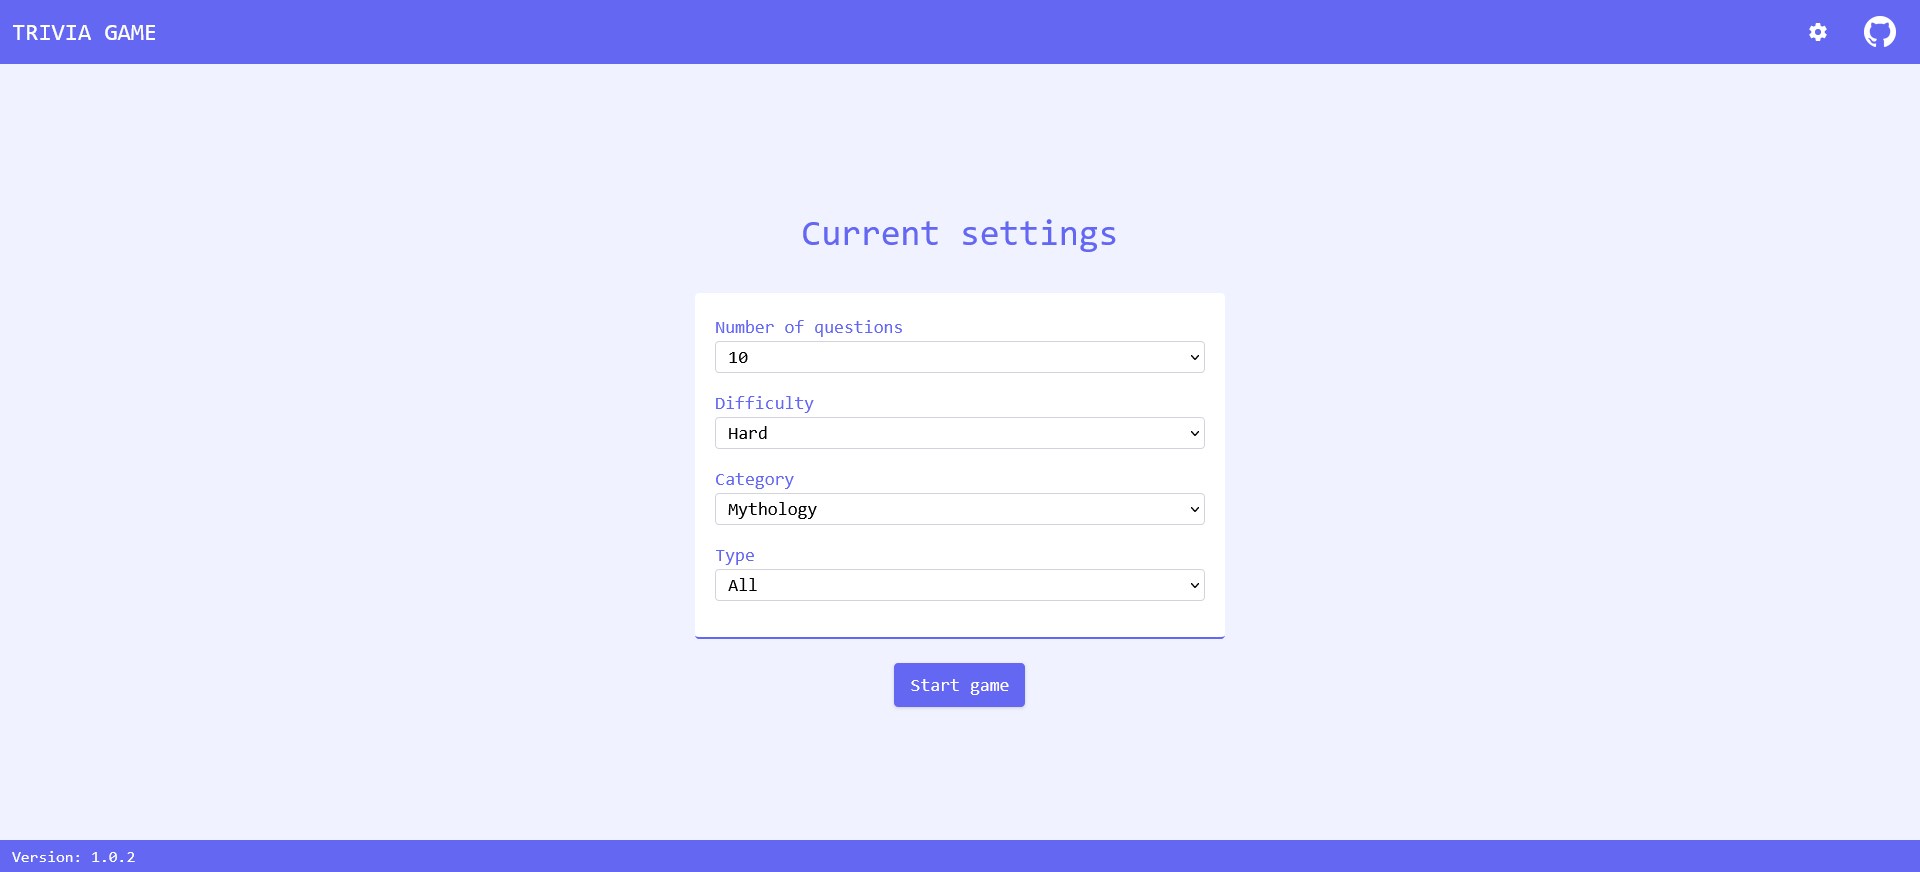 TRIVIA GAME
Current settings
Number of questions
10
Difficulty
Hard
Category
Mythology
Type
All
Start game
Version: 1.0.2